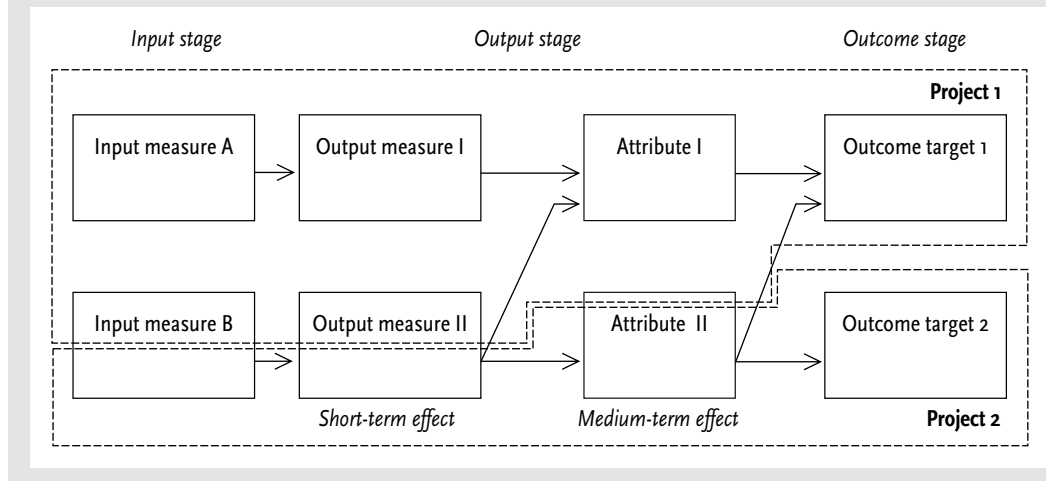 Input stage
Output stage
Outcome stage
Project 1
Input measure A
Output measure I
Attribute I
Outcome target 1
Input measure B
Output measure II
Attribute II
Outcome target 2
Short-term effect
Medium-term effect
Project 2